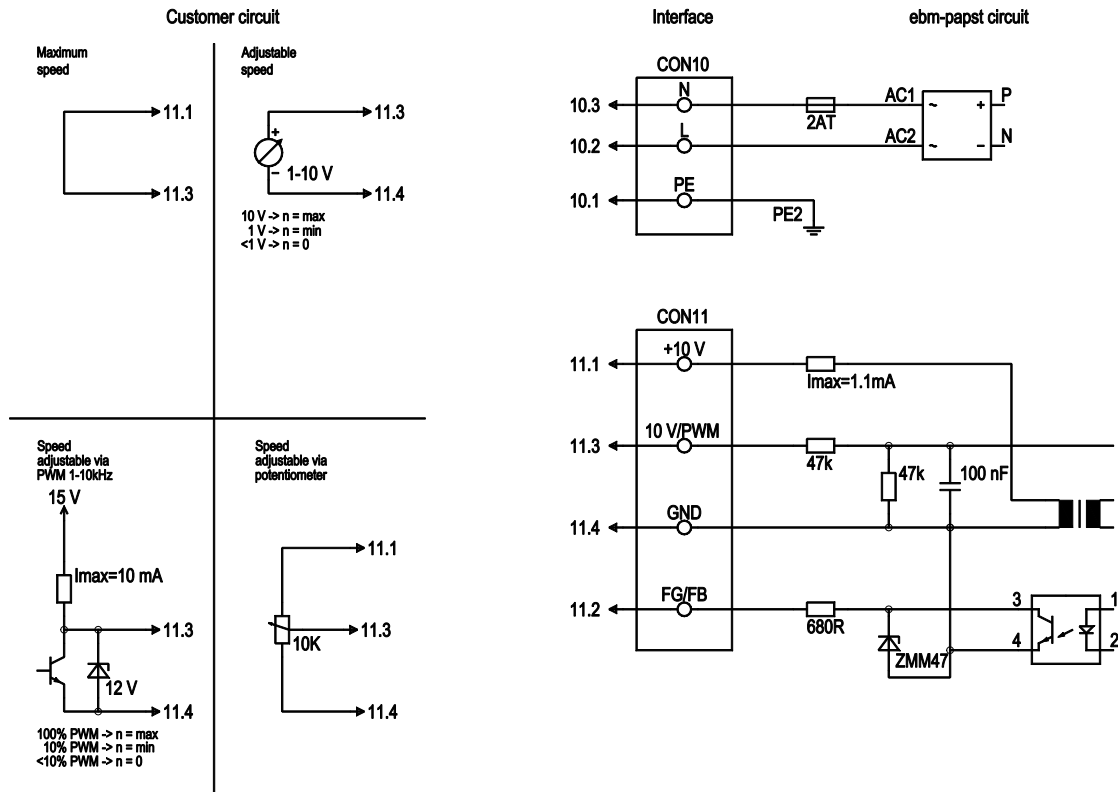 Customer circuit
Interface
ebm-papst circuit
Maximum
speed
11.1
11.3
Adjustable
speed
11.3
+
−
1-10 V
11.4
10 V -> n = max
1 V -> n = min
<1 V -> n = 0
CON10
10.3
N
2AT
AC1
~
+
P
10.2
L
AC2
~
−
N
10.1
PE
PE2
CON11
11.1
+10 V
Imax=1.1mA
11.3
10 V/PWM
47k
47k
100 nF
11.4
GND
11.2
FG/FB
680R
ZMM47
3
4
1
2
Speed
adjustable via
PWM 1-10kHz
15 V
Imax=10 mA
11.3
12 V
11.4
100% PWM -> n = max
10% PWM -> n = min
<10% PWM -> n = 0
Speed
adjustable via
potentiometer
11.1
11.3
10K
11.4